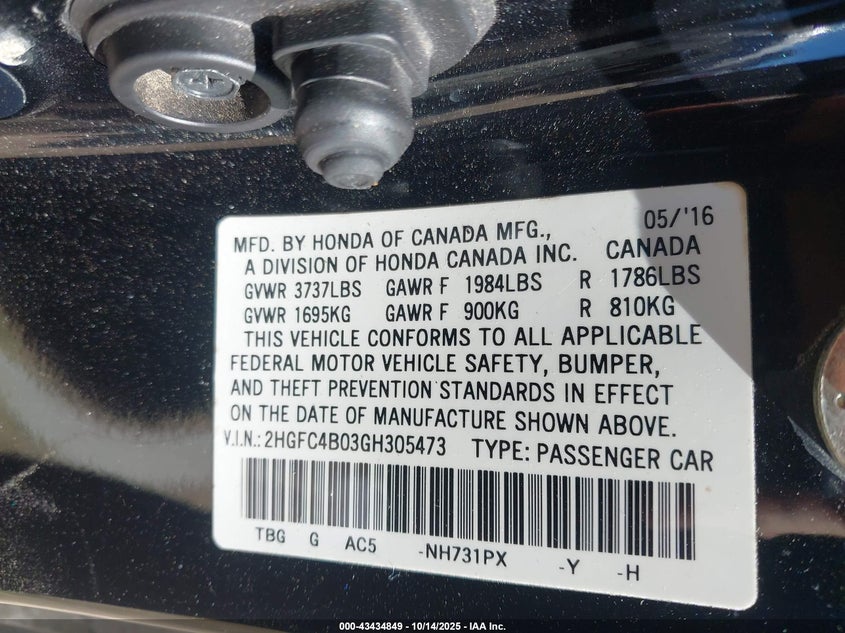 05/'16
MFD. BY HONDA OF CANADA MFG., CANADA
A DIVISION OF HONDA CANADA INC.
GVWR 3737LBS GAWR F 1984LBS R 1786LBS
GVWR 1695KG GAWR F 900KG R 810KG
THIS VEHICLE CONFORMS TO ALL APPLICABLE
FEDERAL MOTOR VEHICLE SAFETY, BUMPER,
AND THEFT PREVENTION STANDARDS IN EFFECT
ON THE DATE OF MANUFACTURE SHOWN ABOVE.
V.I.N.: 2HGFC4B03GH305473 TYPE: PASSENGER CAR
TBG G AC5 -NH731PX -Y -H
000-43434849 - 10/14/2025 - IAA Inc.